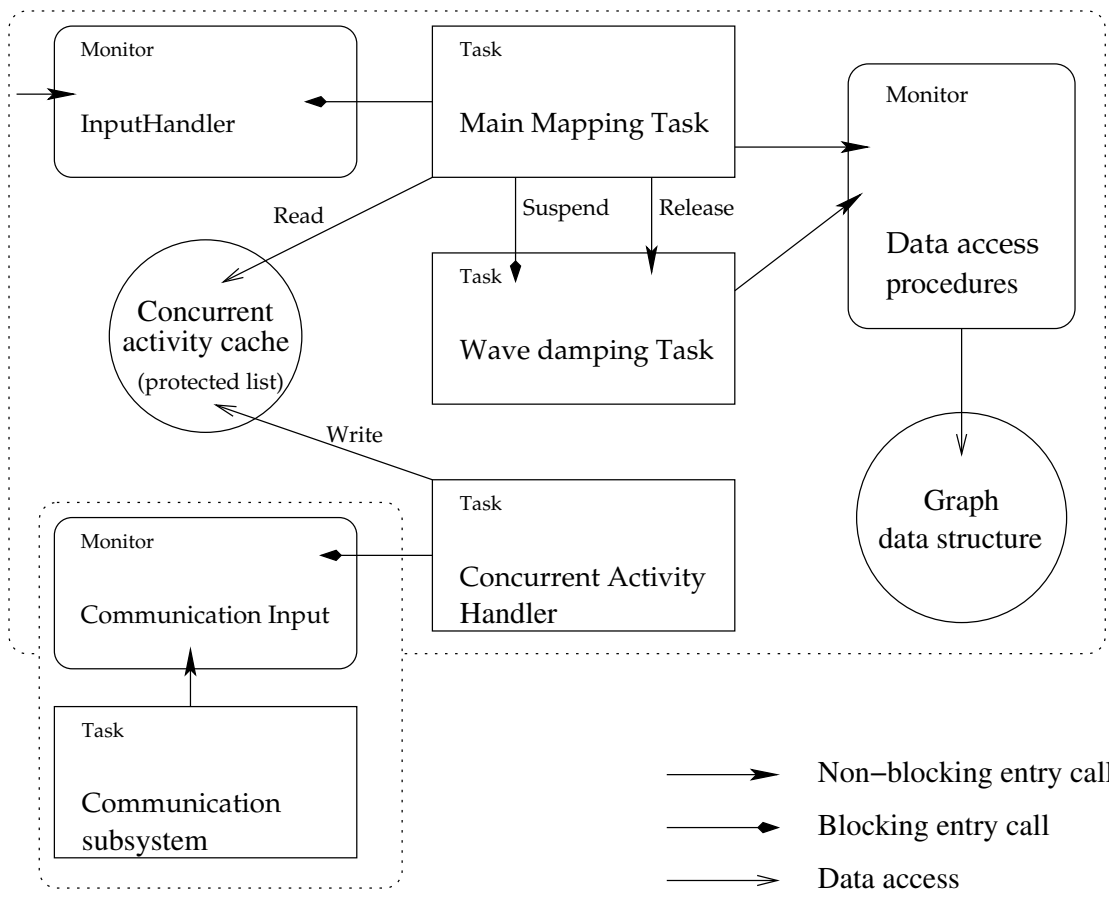 Monitor
InputHandler
Task
Main Mapping Task
Monitor
Data access
procedures
Read
Suspend
Release
Concurrent
activity cache
(protected list)
Task
Wave damping Task
Write
Graph
data structure
Monitor
Communication Input
Task
Concurrent Activity
Handler
Task
Communication
subsystem
Non−blocking entry call
Blocking entry call
Data access